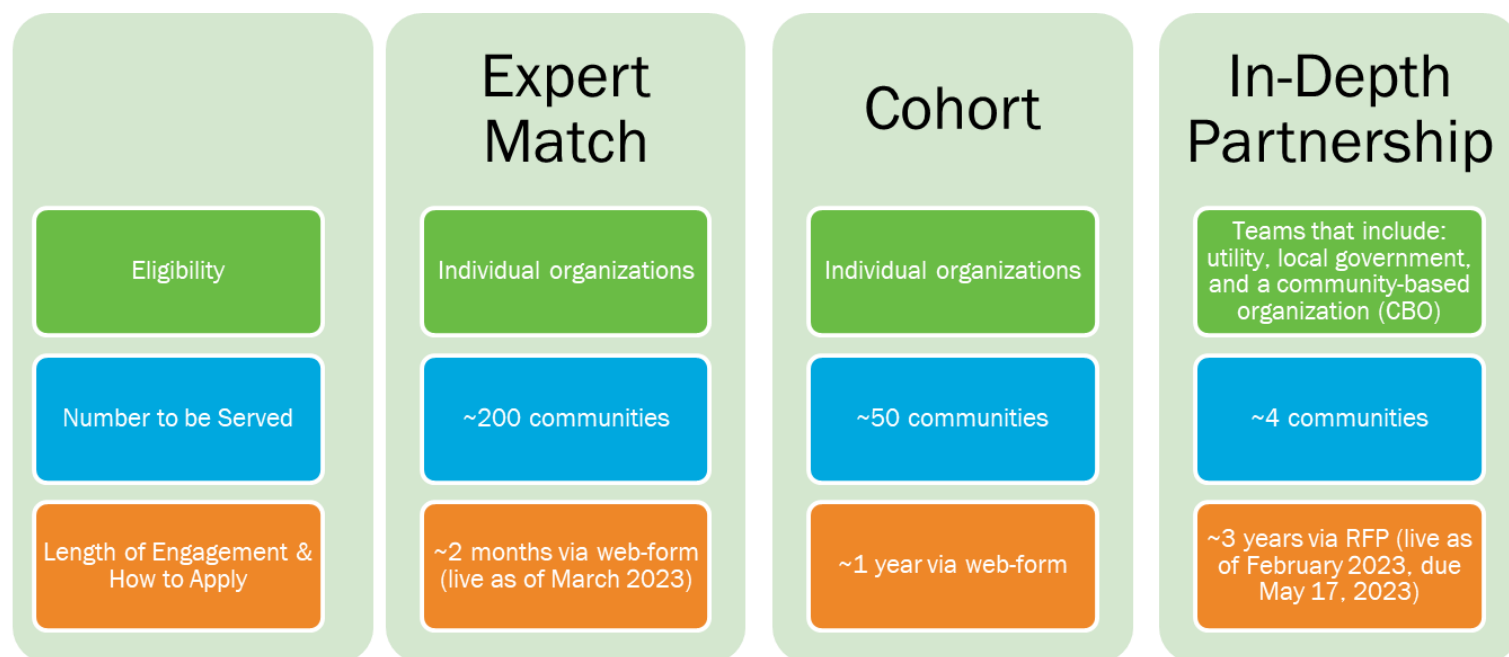 Expert
Match
Cohort
In-Depth
Partnership
Eligibility
Individual organizations
Individual organizations
Teams that include:
utility, local government,
and a community-based
organization (CBO)
Number to be Served
~200 communities
~50 communities
~4 communities
Length of Engagement &
How to Apply
~2 months via web-form
(live as of March 2023)
~1 year via web-form
~3 years via RFP (live as
of February 2023, due
May 17, 2023)